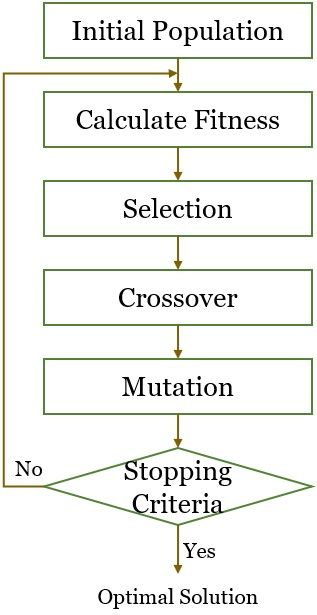 Initial Population
Calculate Fitness
Selection
Crossover
Mutation
Stopping
Criteria
No
Yes
Optimal Solution